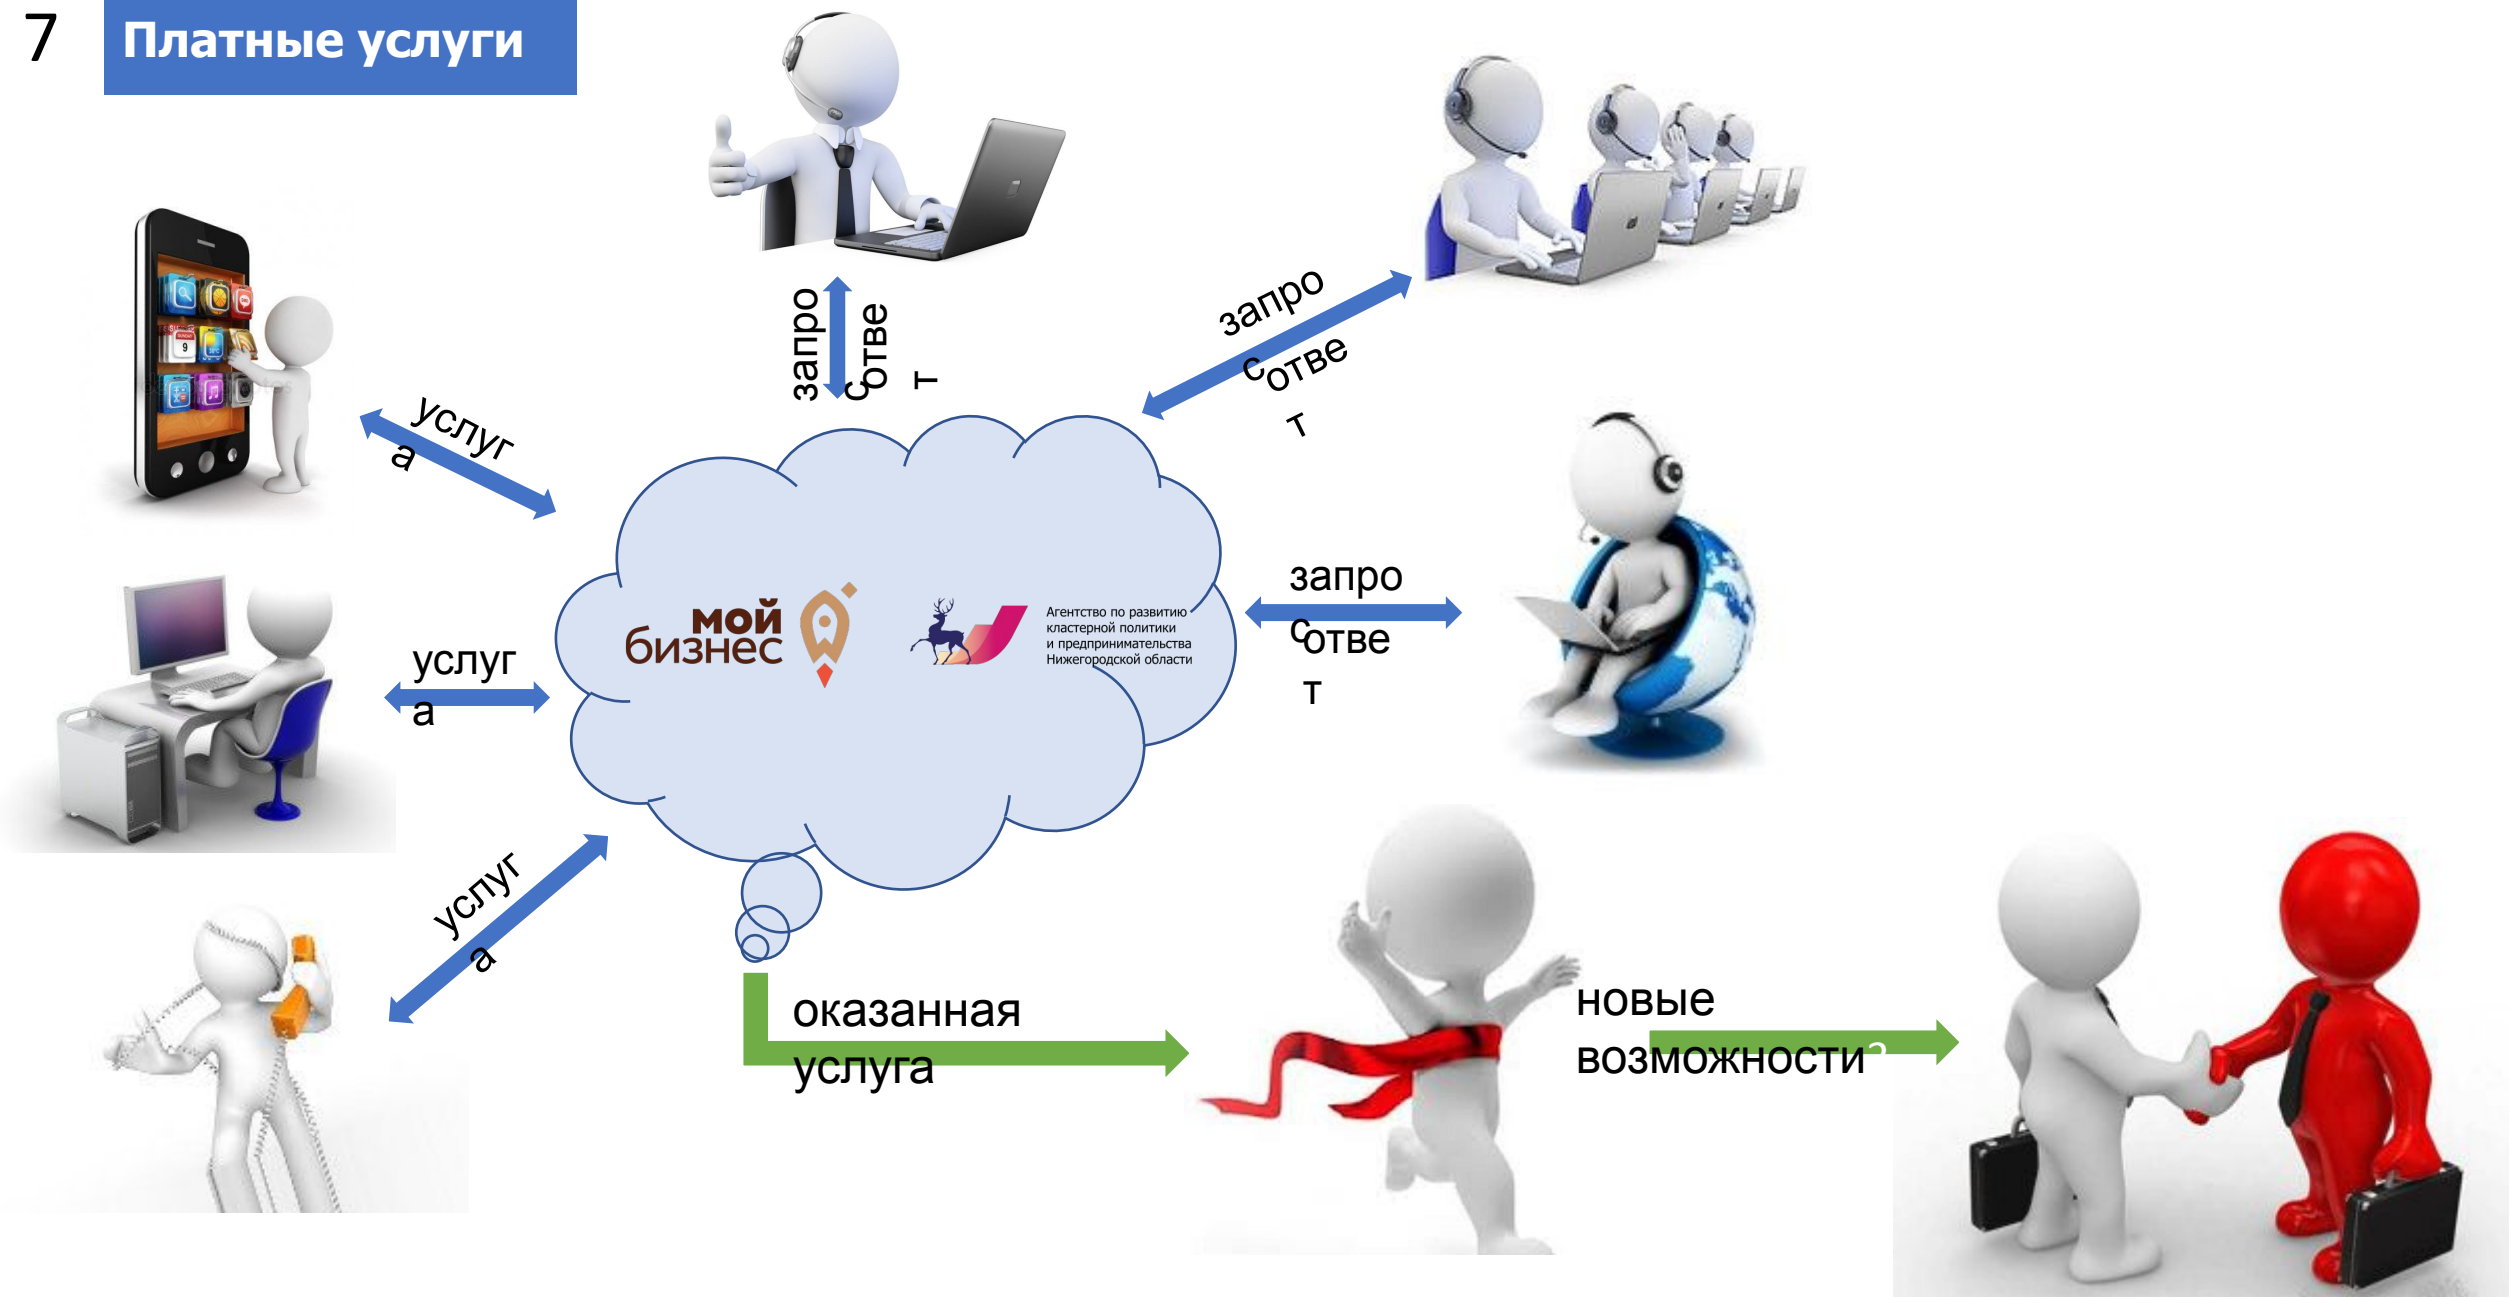 7
Платные услуги
запро
с
отве
т
запро
с
отве
т
услуг
а
запро
с
отве
т
мой
бизнес
Агентство по развитию
кластерной политики
и предпринимательства
Нижегородской области
услуг
а
услуг
а
оказанная
услуга
новые
возможности?